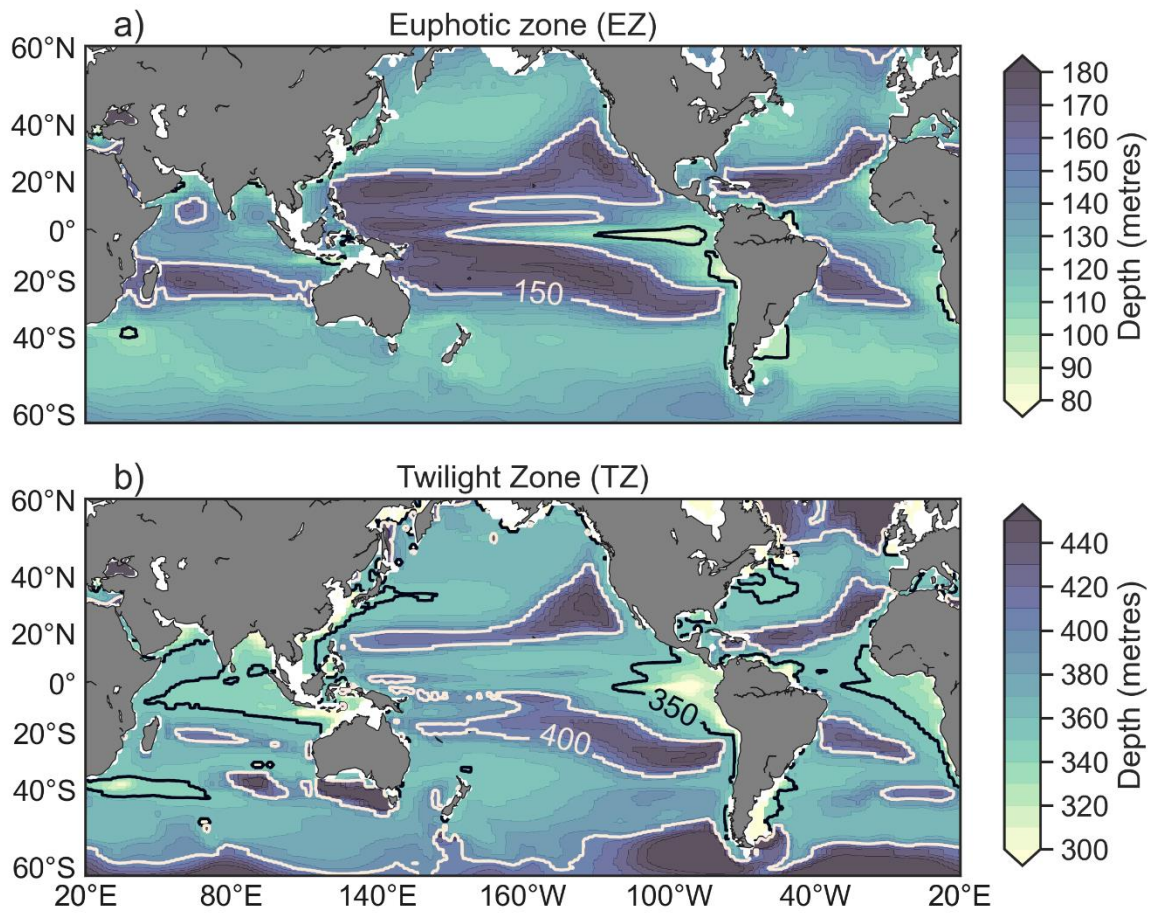 a) Euphotic zone (EZ)
60°N
40°N
20°N
0°
20°S
40°S
60°S
150
180
170
160
150
140
130
120
110
100
90
80
Depth (metres)
b) Twilight Zone (TZ)
60°N
40°N
20°N
0°
20°S
40°S
60°S
350
400
20°E 80°E 140°E 160°W 100°W 40°W 20°E
440
420
400
380
360
340
320
300
Depth (metres)